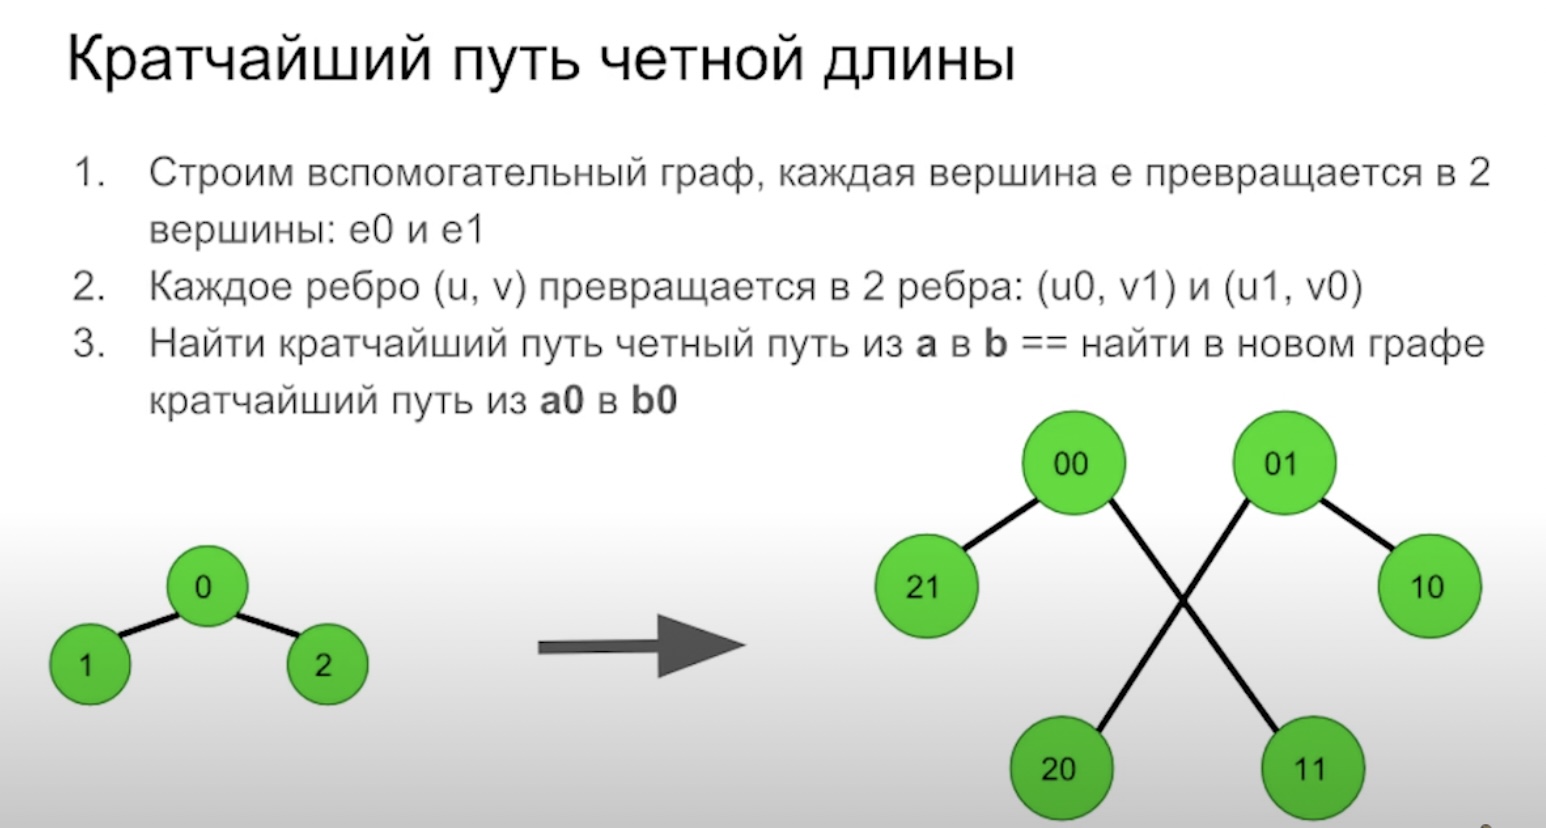 Кратчайший путь четной длины
1. Строим вспомогательный граф, каждая вершина e превращается в 2
вершины: e0 и e1
2. Каждое ребро (u, v) превращается в 2 ребра: (u0, v1) и (u1, v0)
3. Найти кратчайший путь четный путь из a в b == найти в новом графе
кратчайший путь из a0 в b0
00 01
21 10
0
1 2
20 11